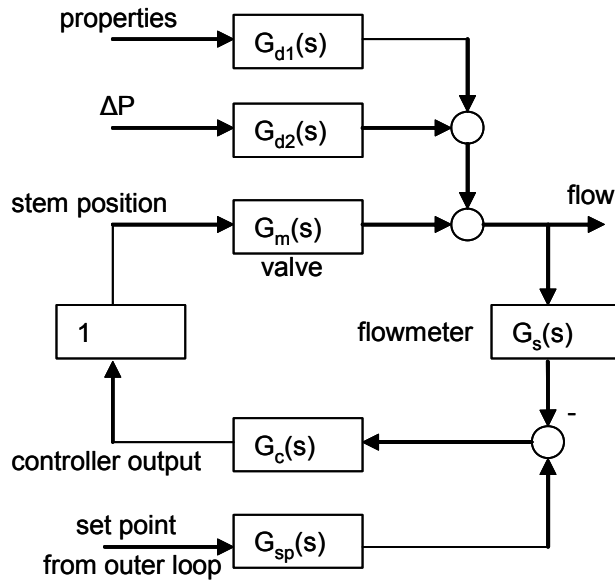 properties
G_d1(s)
ΔP
G_d2(s)
stem position
G_m(s)
flow
valve
1
flowmeter
G_s(s)
-
controller output
G_c(s)
set point
from outer loop
G_sp(s)